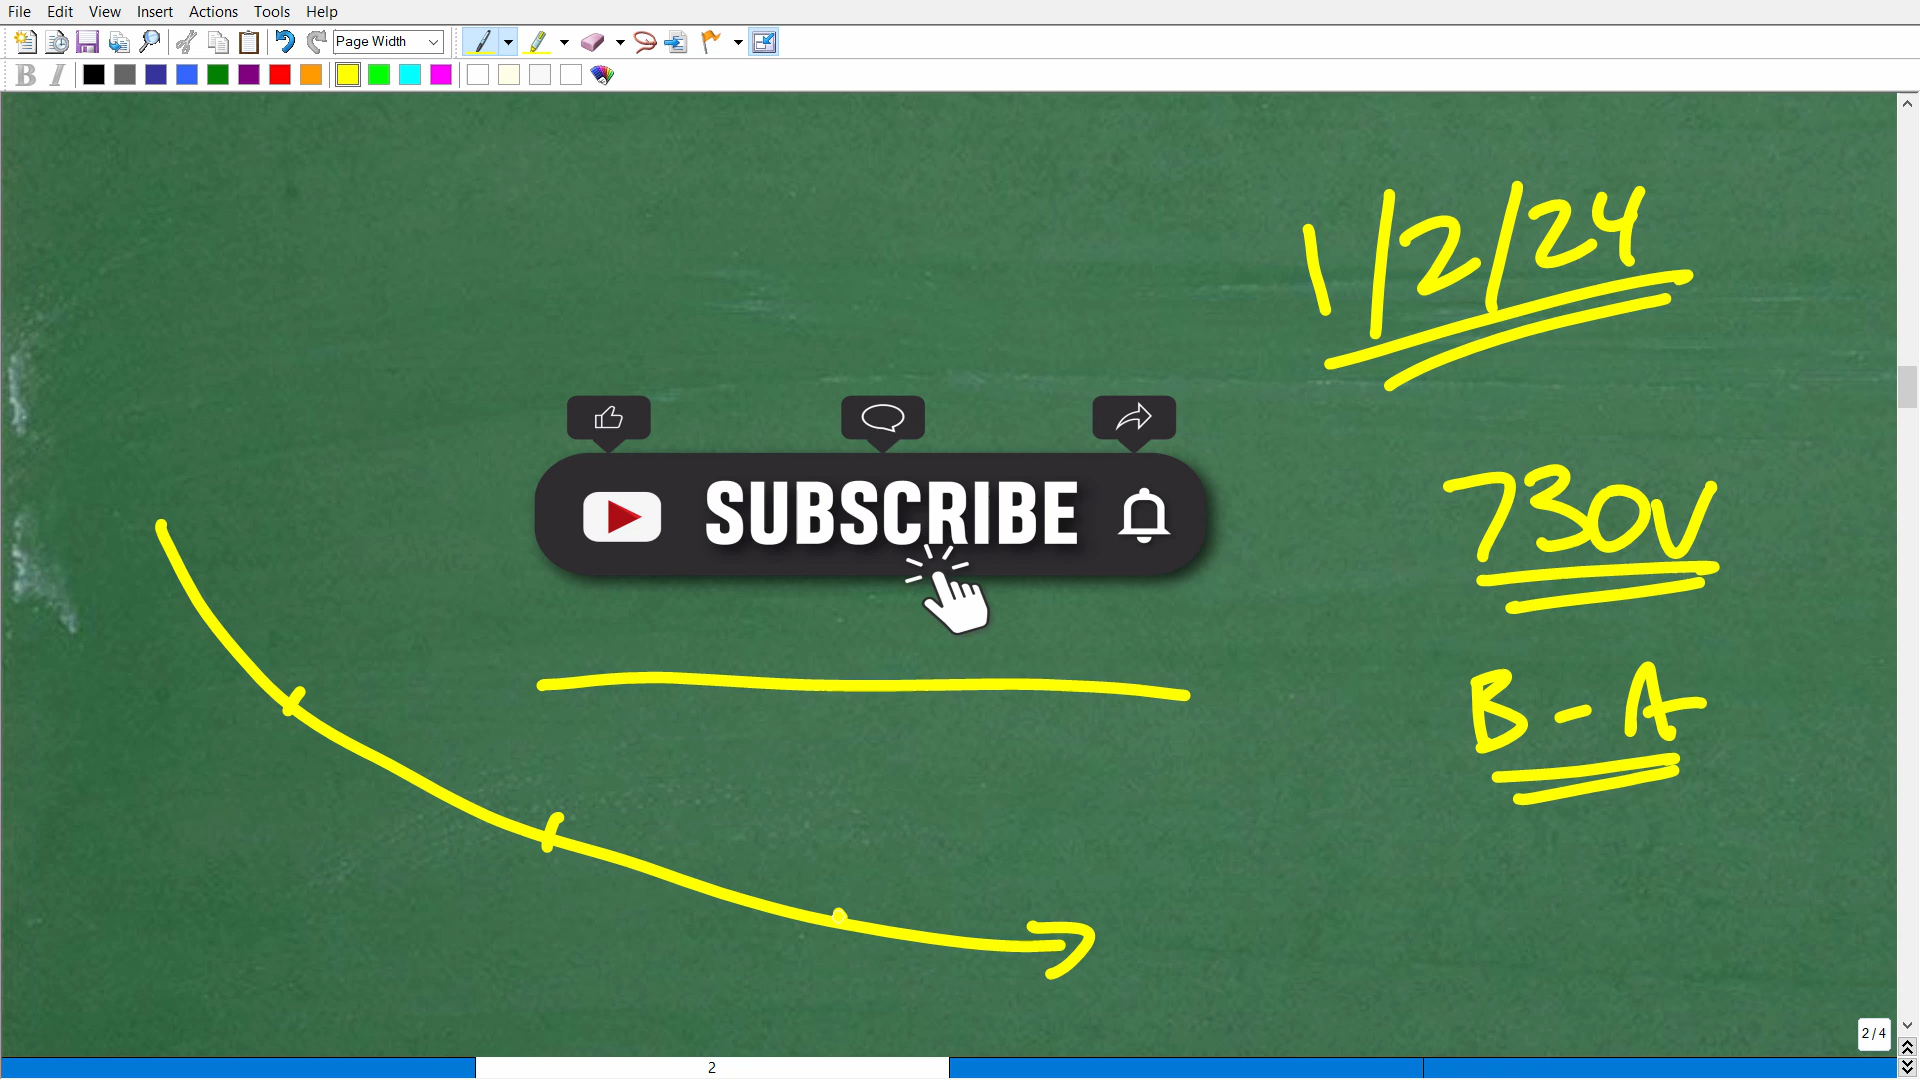 File Edit View Insert Actions Tools Help
Page Width
B I
1/2/24
SUBSCRIBE
730V
B - A
2 / 4
2